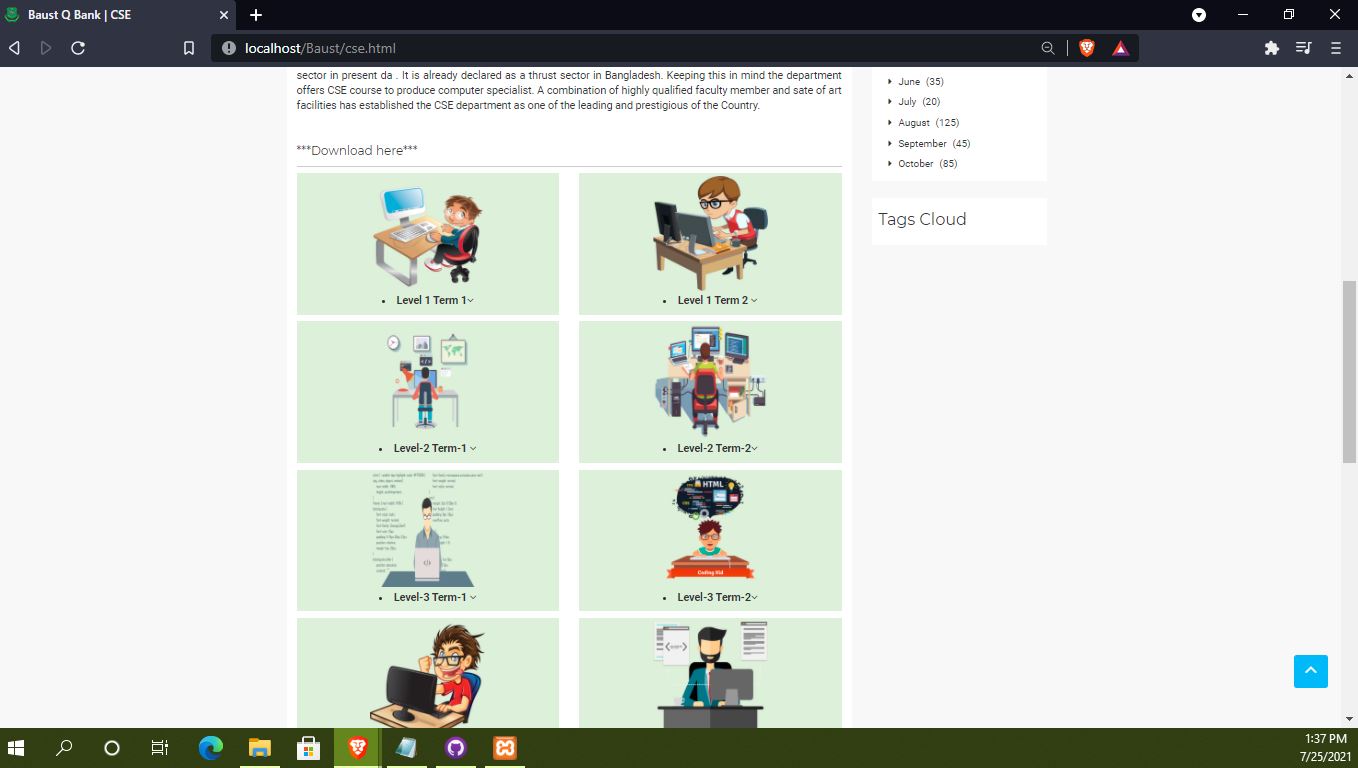 Baust Q Bank | CSE
localhost/Baust/cse.html
sector in present da . It is already declared as a thrust sector in Bangladesh. Keeping this in mind the department
offers CSE course to produce computer specialist. A combination of highly qualified faculty member and sate of art
facilities has established the CSE department as one of the leading and prestigious of the Country.
***Download here***
Level 1 Term 1
Level 1 Term 2
Level-2 Term-1
Level-2 Term-2
Level-3 Term-1
HTML
Coding Kid
Level-3 Term-2
June (35)
July (20)
August (125)
September (45)
October (85)
Tags Cloud
1:37 PM
7/25/2021